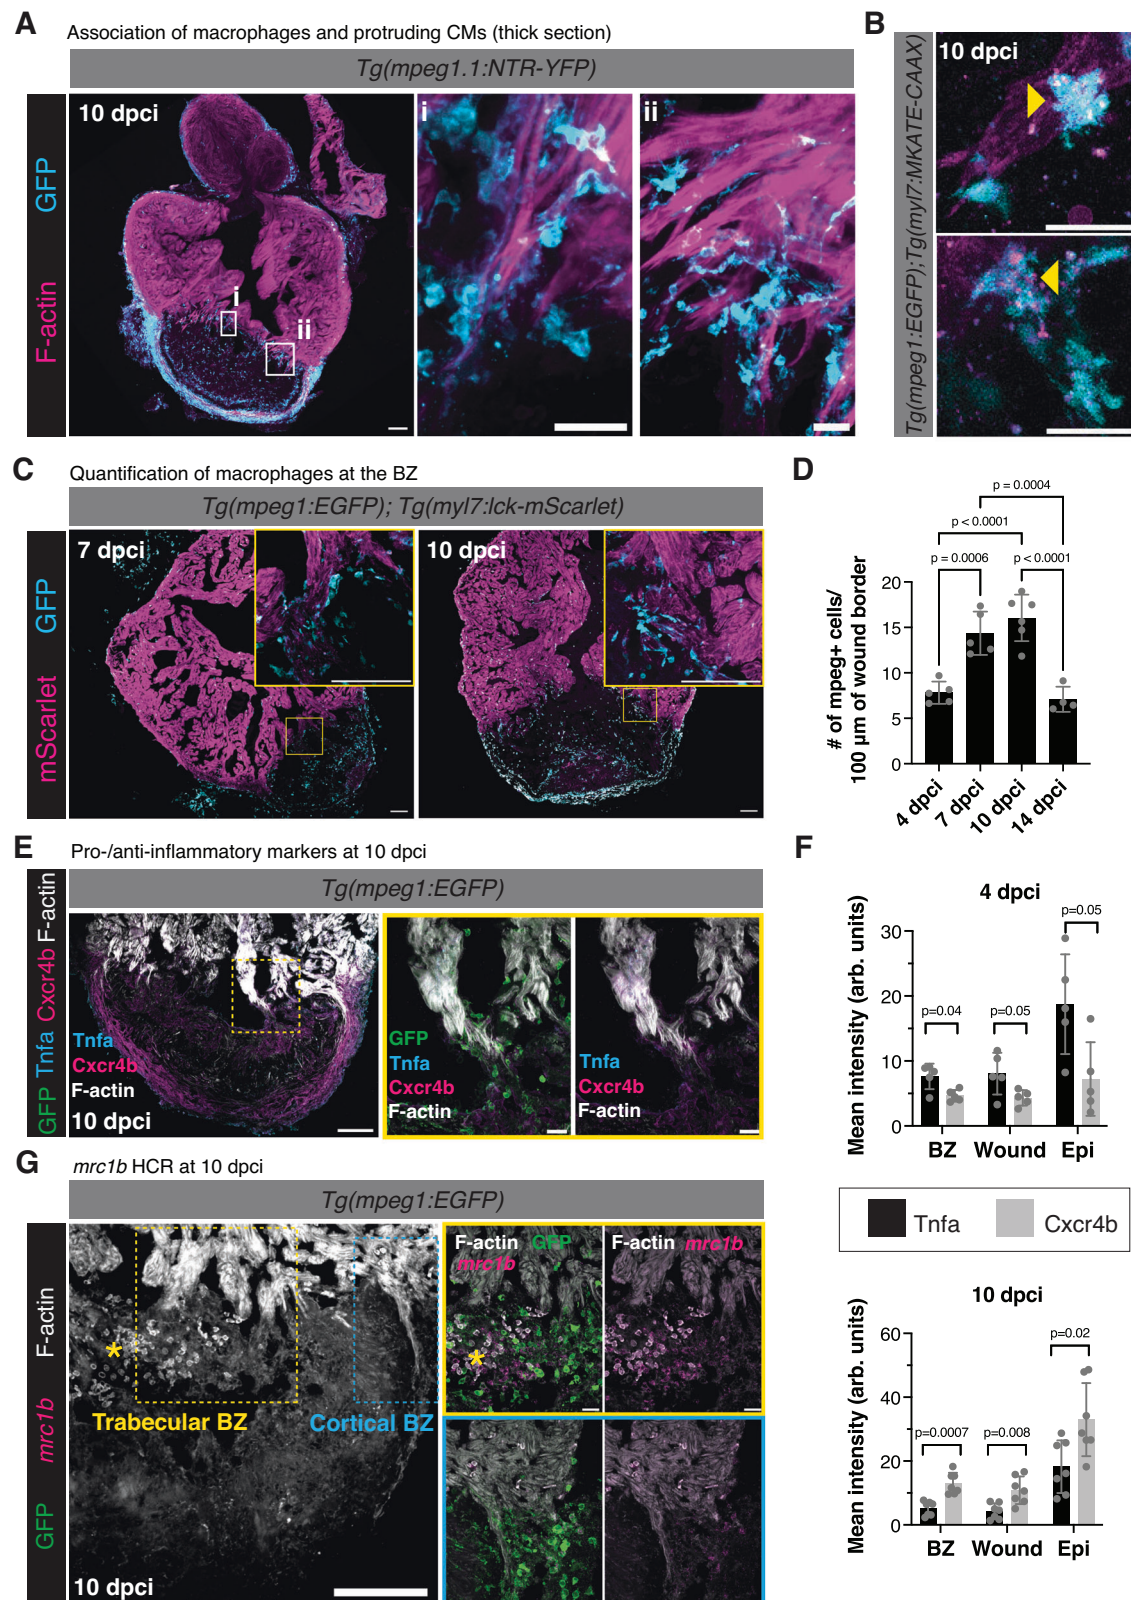 A Association of macrophages and protruding CMs (thick section)
Tg(mpeg1.1:NTR-YFP)
F-actin GFP
10 dpci
i
ii
i
ii
B
Tg(mpeg1:EGFP);Tg(myl7:MKATE-CAAX)
10 dpci
C Quantification of macrophages at the BZ
Tg(mpeg1:EGFP); Tg(myl7:lck-mScarlet)
mScarlet GFP
7 dpci
10 dpci
D
p = 0.0004
p < 0.0001
p = 0.0006
p < 0.0001
# of mpeg+ cells/
100 µm of wound border
20
15
10
5
0
4 dpci
7 dpci
10 dpci
14 dpci
E Pro-/anti-inflammatory markers at 10 dpci
Tg(mpeg1:EGFP)
GFP Tnfa Cxcr4b F-actin
Tnfa
Cxcr4b
F-actin
10 dpci
GFP
Tnfa
Cxcr4b
F-actin
Tnfa
Cxcr4b
F-actin
F
4 dpci
Mean intensity (arb. units)
30
20
10
0
p=0.04
p=0.05
p=0.05
BZ Wound Epi
Tnfa Cxcr4b
10 dpci
Mean intensity (arb. units)
60
40
20
0
p=0.0007
p=0.008
p=0.02
BZ Wound Epi
G mrc1b HCR at 10 dpci
Tg(mpeg1:EGFP)
GFP mrc1b F-actin
*
Trabecular BZ
Cortical BZ
10 dpci
F-actin GFP
mrc1b
*
F-actin mrc1b